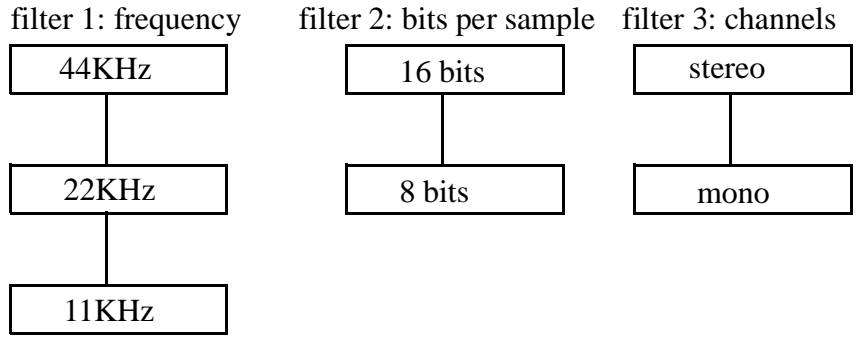 filter 1: frequency
filter 2: bits per sample
filter 3: channels
44KHz
16 bits
stereo
22KHz
8 bits
mono
11KHz